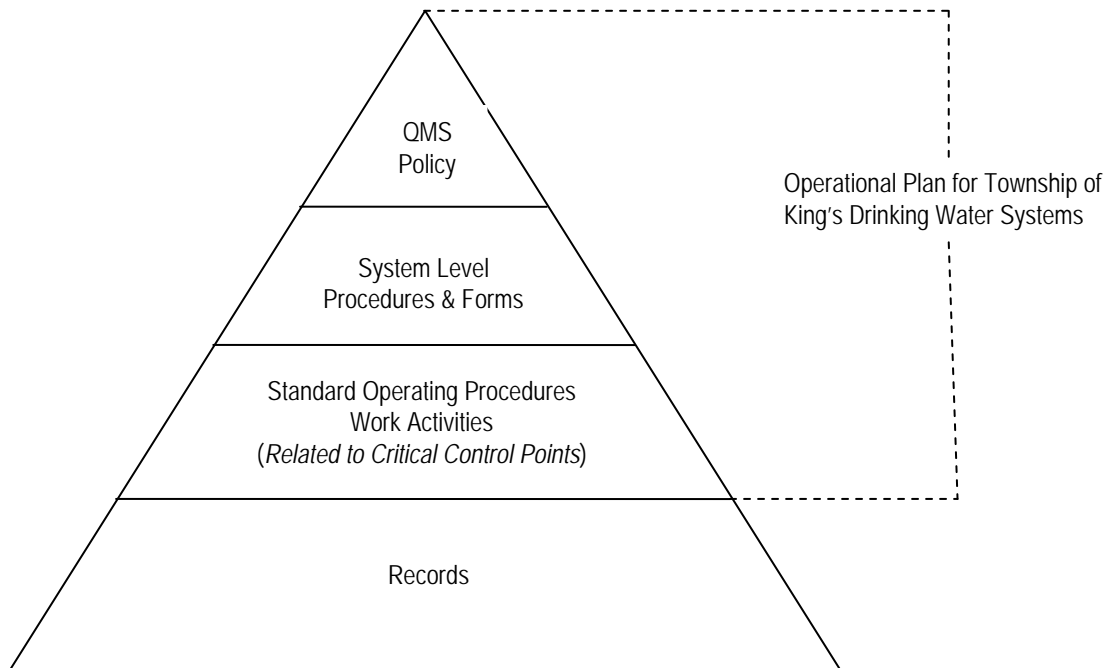 QMS
Policy
Operational Plan for Township of
King's Drinking Water Systems
System Level
Procedures & Forms
Standard Operating Procedures
Work Activities
(Related to Critical Control Points)
Records